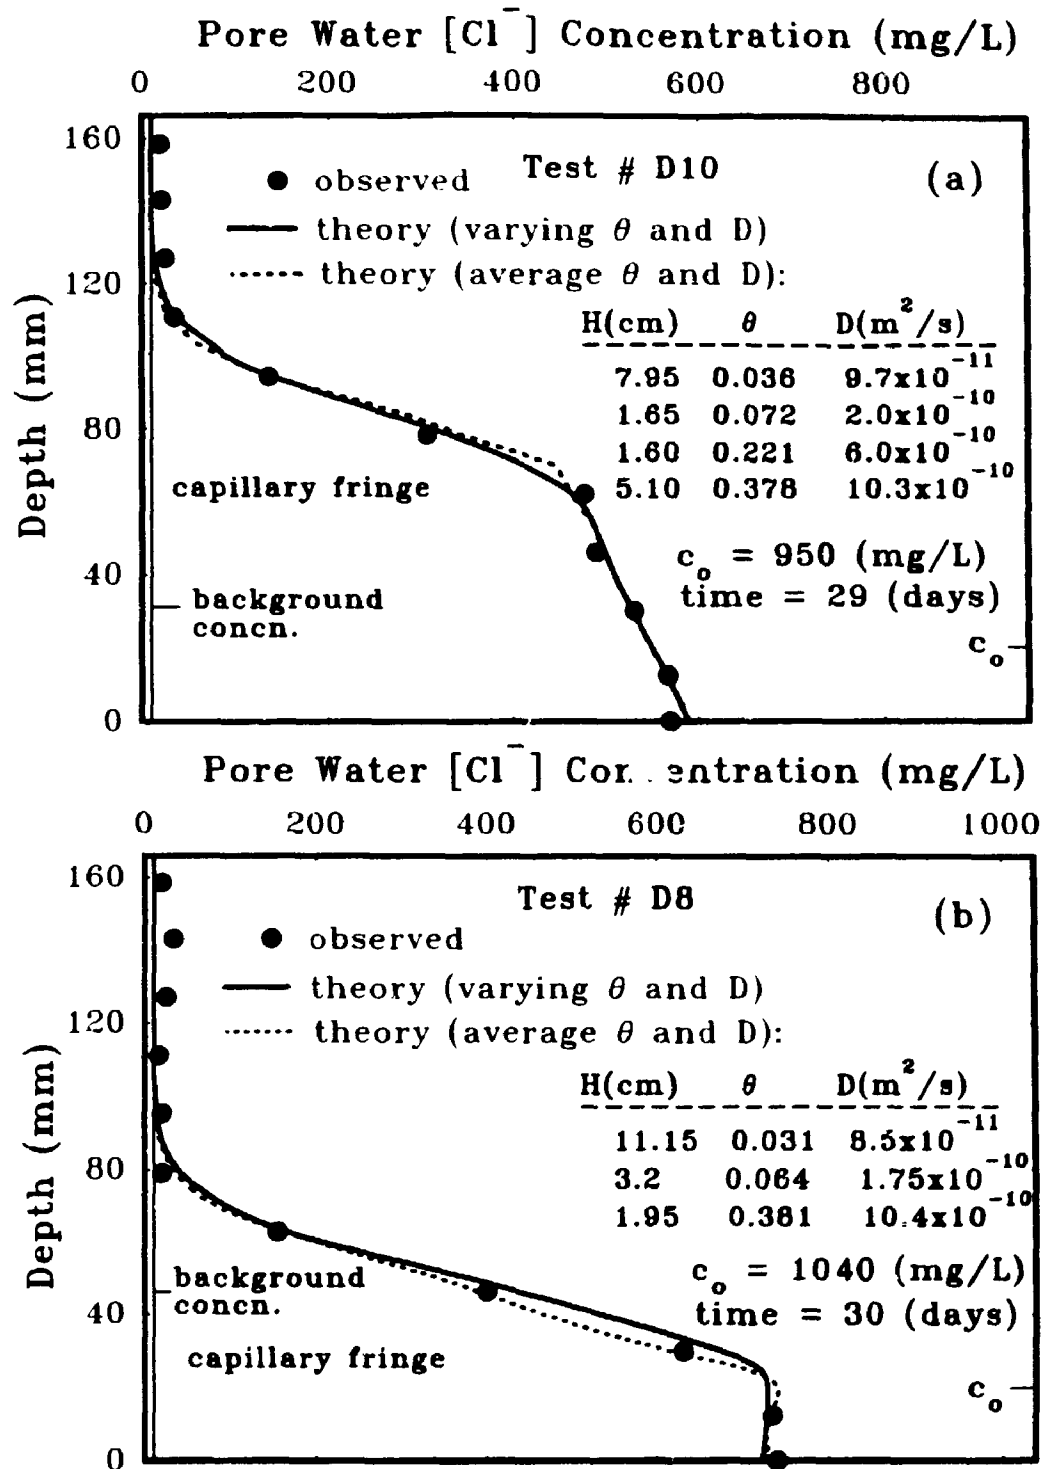 Pore Water [Cl⁻] Concentration (mg/L)
0 200 400 600 800
160
120
80
40
0
Depth (mm)
Test # D10
(a)
observed
theory (varying θ and D)
theory (average θ and D):
H(cm) θ D(m²/s)
7.95 0.036 9.7x10⁻¹¹
1.65 0.072 2.0x10⁻¹⁰
1.60 0.221 6.0x10⁻¹⁰
5.10 0.378 10.3x10⁻¹⁰
capillary fringe
c₀ = 950 (mg/L)
time = 29 (days)
background
concn.
c₀
Pore Water [Cl⁻] entration (mg/L)
0 200 400 600 800 1000
160
120
80
40
0
Depth (mm)
Test # D8
(b)
observed
theory (varying θ and D)
theory (average θ and D):
H(cm) θ D(m²/s)
11.15 0.031 8.5x10⁻¹¹
3.2 0.064 1.75x10⁻¹⁰
1.95 0.381 10.4x10⁻¹⁰
background
concn.
c₀ = 1040 (mg/L)
time = 30 (days)
capillary fringe
c₀